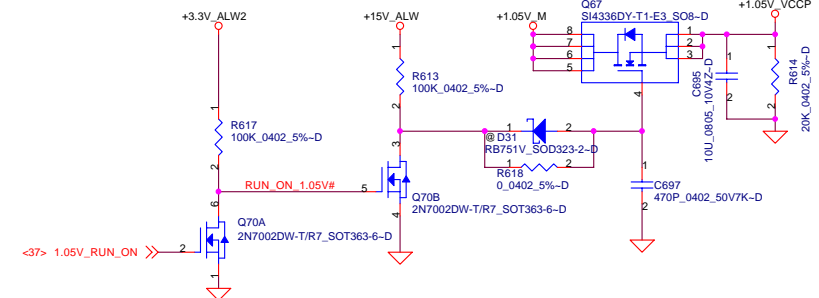 +3.3V_ALW2
+15V_ALW
+1.05V_M
Q67
SI4336DY-T1-E3_SO8~D
+1.05V_VCCP
8
7
6
5
1
2
3
4
1
R613
100K_0402_5%~D
2
1
C695
10U_0805_10V4Z~D
2
1
R614
20K_0402_5%~D
2
1
R617
100K_0402_5%~D
2
1
2
@D31
RB751V_SOD323-2~D
1
2
R618
0_0402_5%~D
1
C697
470P_0402_50V7K~D
2
RUN_ON_1.05V#
5
3
4
Q70B
2N7002DW-T/R7_SOT363-6~D
6
Q70A
2N7002DW-T/R7_SOT363-6~D
<37> 1.05V_RUN_ON
2
1